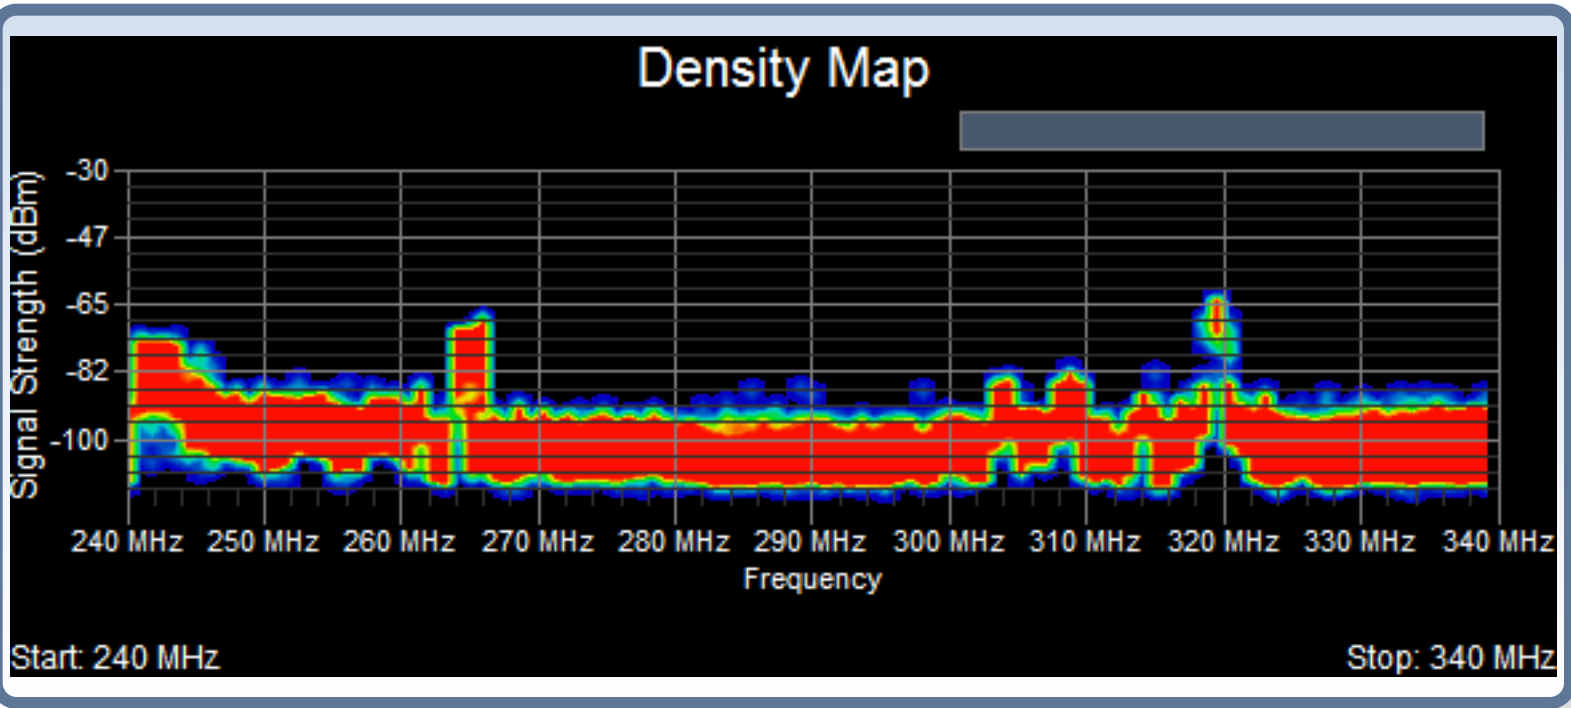 Density Map
Signal Strength (dBm)
-30
-47
-65
-82
-100
240 MHz 250 MHz 260 MHz 270 MHz 280 MHz 290 MHz 300 MHz 310 MHz 320 MHz 330 MHz 340 MHz
Frequency
Start: 240 MHz
Stop: 340 MHz